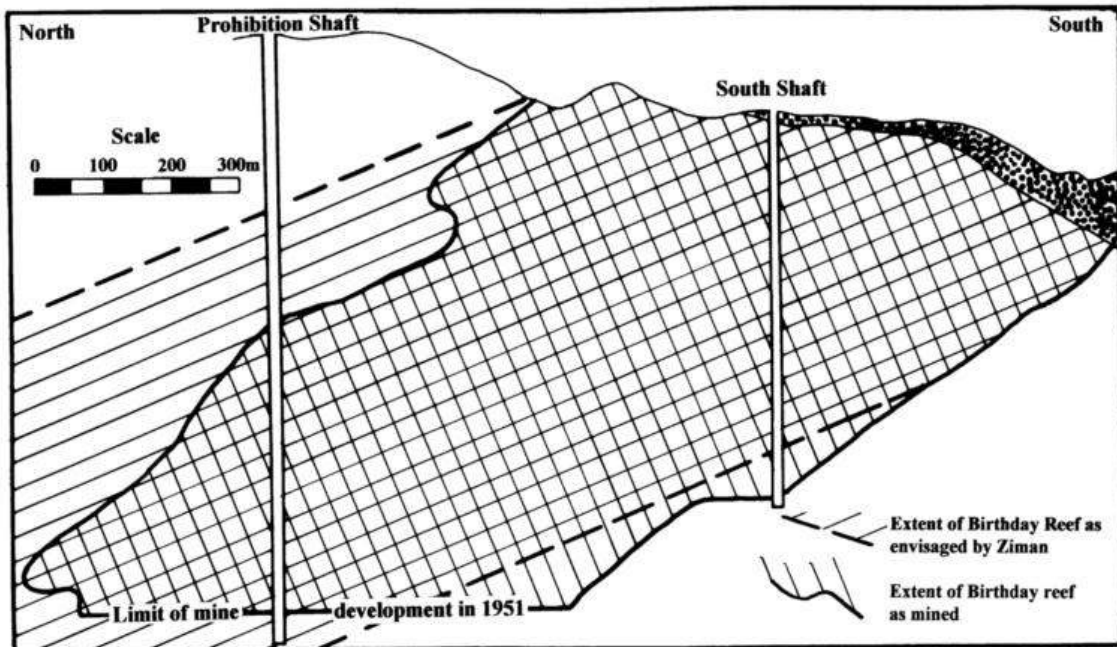 North
Prohibition Shaft
South
South Shaft
Scale
0 100 200 300m
Extent of Birthday Reef as
envisaged by Ziman
Extent of Birthday reef
as mined
Limit of mine development in 1951